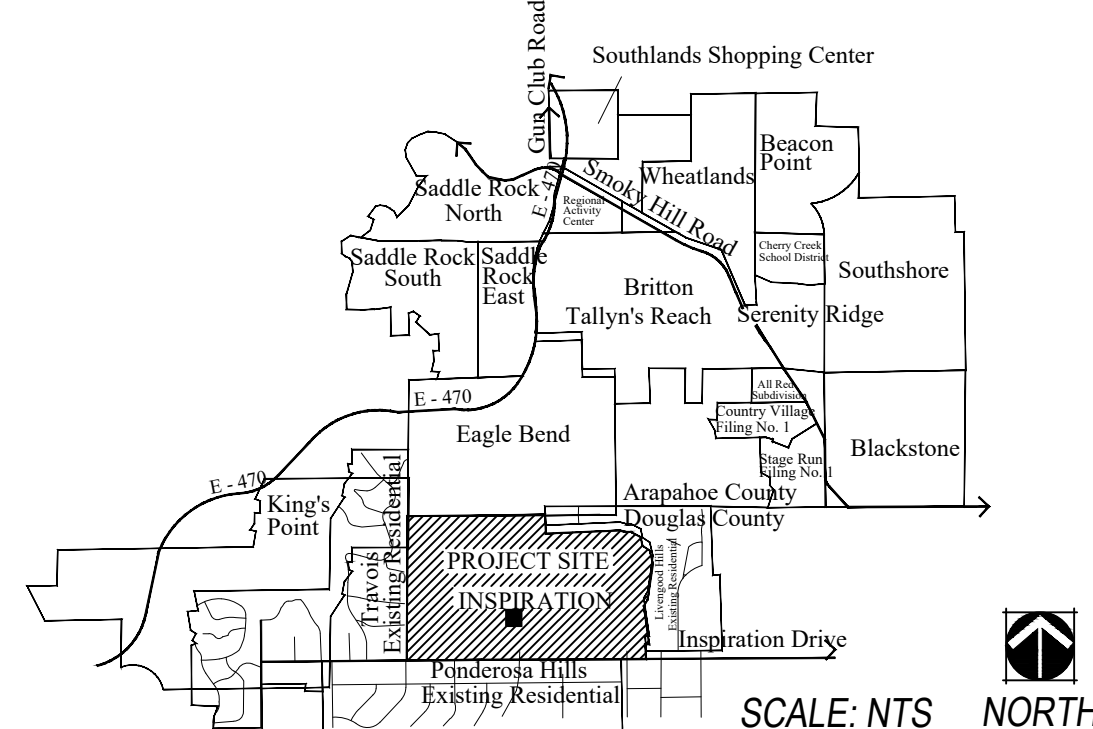 Gun Club Road
Southlands Shopping Center
Beacon
Point
Wheatlands
Smoky Hill Road
E - 470
Regional
Activity
Center
Saddle Rock
North
Saddle Rock
South
Saddle
Rock
East
Cherry Creek
School District
Southshore
Britton
Tallyn's Reach
Serenity Ridge
E - 470
All Red
Subdivision
Country Village
Filing No. 1
Eagle Bend
Blackstone
Stage Run
Filing No. 1
E - 470
King's
Point
Arapahoe County
Douglas County
Travois
Existing Residential
PROJECT SITE
INSPIRATION
Livengood Hills
Existing Residential
Inspiration Drive
Ponderosa Hills
Existing Residential
SCALE: NTS
NORTH